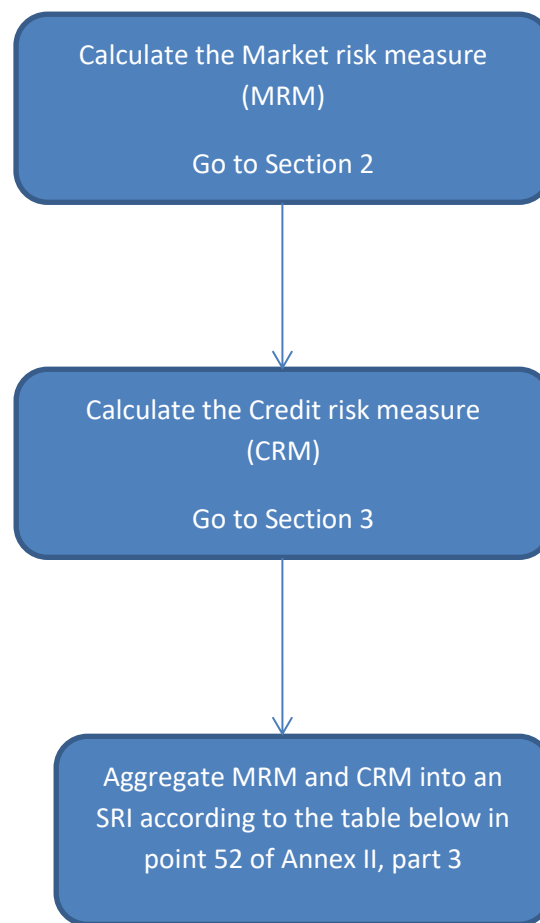 Calculate the Market risk measure
(MRM)
Go to Section 2
Calculate the Credit risk measure
(CRM)
Go to Section 3
Aggregate MRM and CRM into an
SRI according to the table below in
point 52 of Annex II, part 3